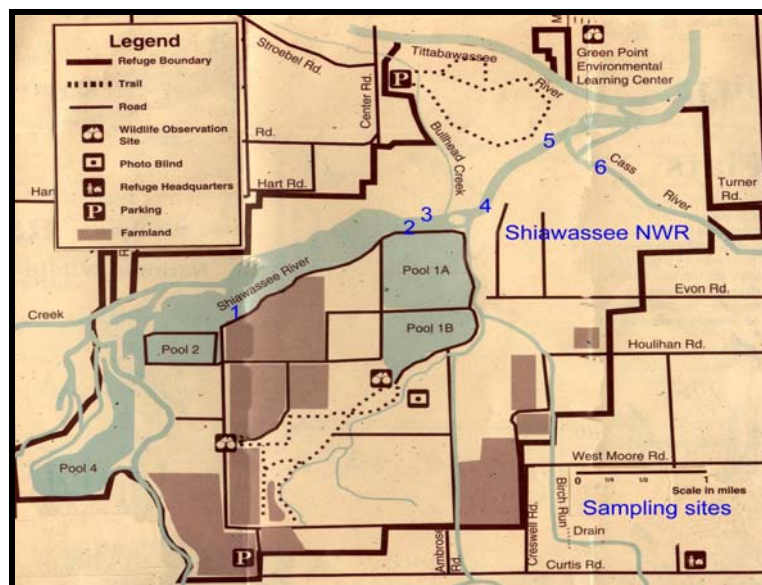 Legend
Refuge Boundary
Trail
Road
Wildlife Observation
Site
Photo Blind
Refuge Headquarters
P
Parking
Farmland
Stroebel Rd.
Center Rd.
Rd.
Hart Rd.
Tittabawassee
River
P
Bullhead Creek
Green Point
Environmental
Learning Center
5
6
Cass
River
Turner
Rd.
3
2
4
Shiawassee NWR
Shiawassee River
1
Pool 1A
Pool 1B
Evon Rd.
Houlihan Rd.
Creek
Pool 2
Pool 4
West Moore Rd.
0
1/4
1/2
1
Scale in miles
Sampling sites
Birch Run
Drain
Creswell Rd.
Ambrose
Rd.
Curtis Rd.
P